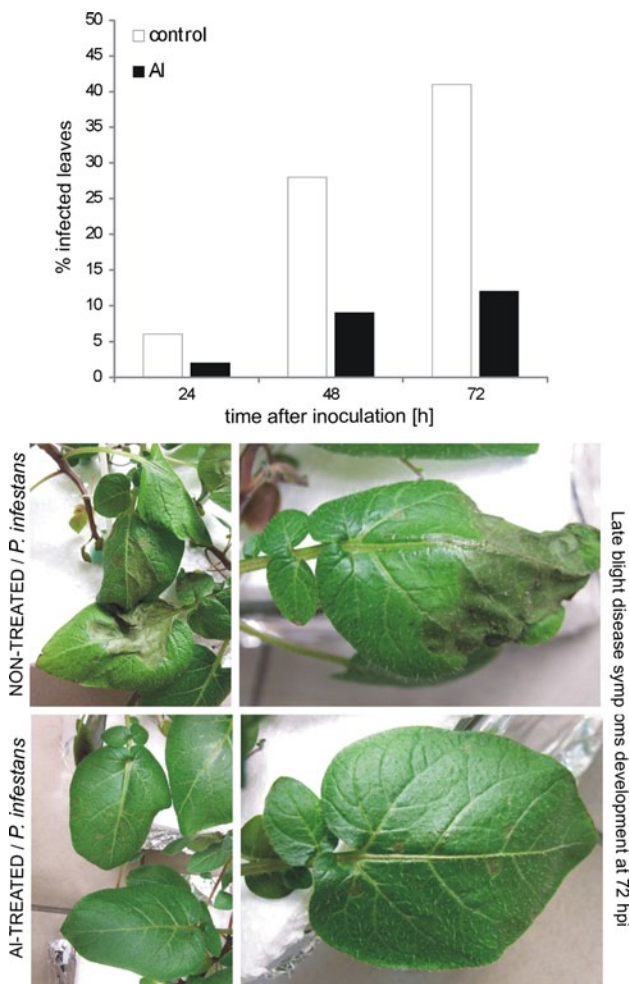 50
45
40
35
30
25
20
15
10
5
0
% infected leaves
control
Al
24
48
72
time after inoculation [h]
NON-TREATED / P. infestans
Al-TREATED / P. infestans
Late blight disease symp oms development at 72 hpi